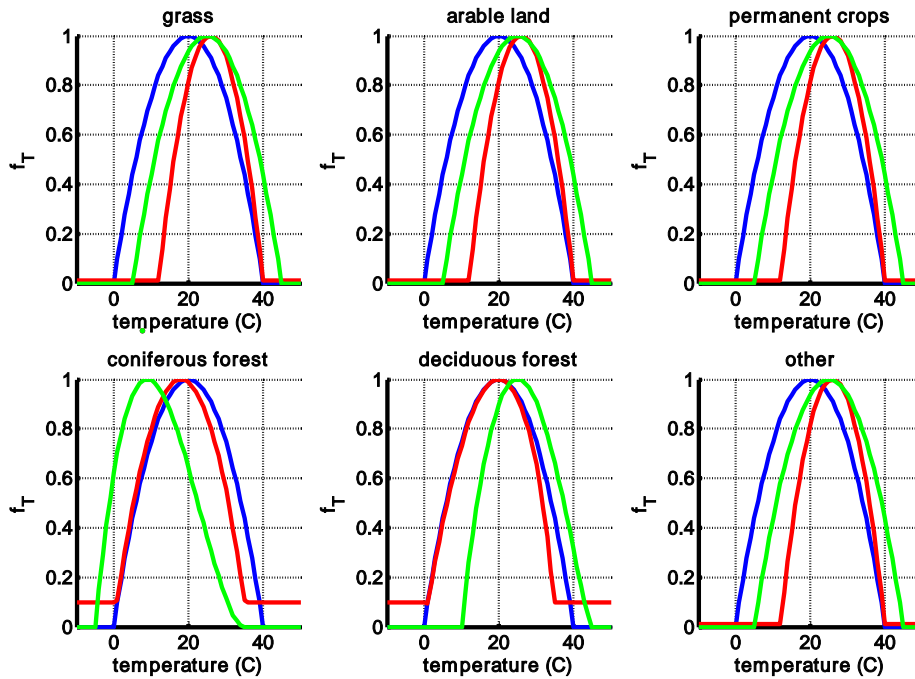 grass
1
0.8
0.6
0.4
0.2
0
f_T
0 20 40
temperature (C)
arable land
1
0.8
0.6
0.4
0.2
0
f_T
0 20 40
temperature (C)
permanent crops
1
0.8
0.6
0.4
0.2
0
f_T
0 20 40
temperature (C)
coniferous forest
1
0.8
0.6
0.4
0.2
0
f_T
0 20 40
temperature (C)
deciduous forest
1
0.8
0.6
0.4
0.2
0
f_T
0 20 40
temperature (C)
other
1
0.8
0.6
0.4
0.2
0
f_T
0 20 40
temperature (C)